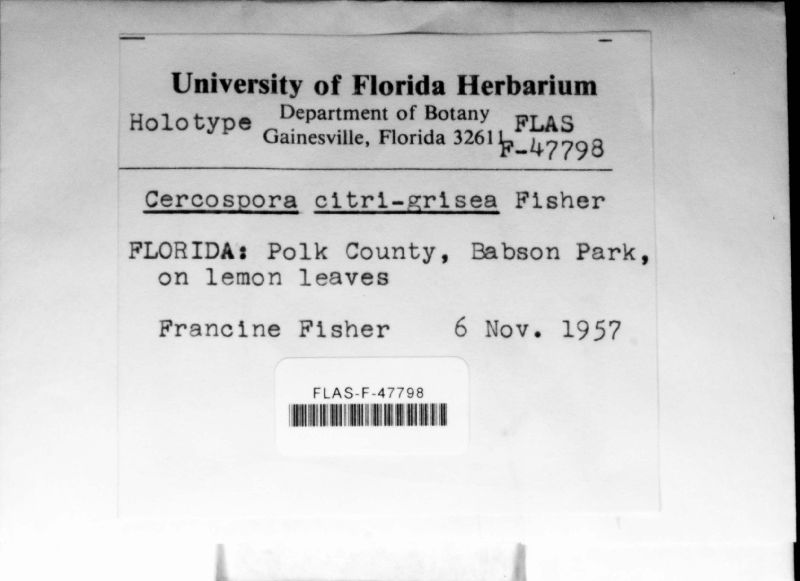 University of Florida Herbarium
Holotype Department of Botany FLAS
Gainesville, Florida 32611 F-47798
Cercospora citri-grisea Fisher
FLORIDA: Polk County, Babson Park,
on lemon leaves
Francine Fisher 6 Nov. 1957
FLAS-F-47798